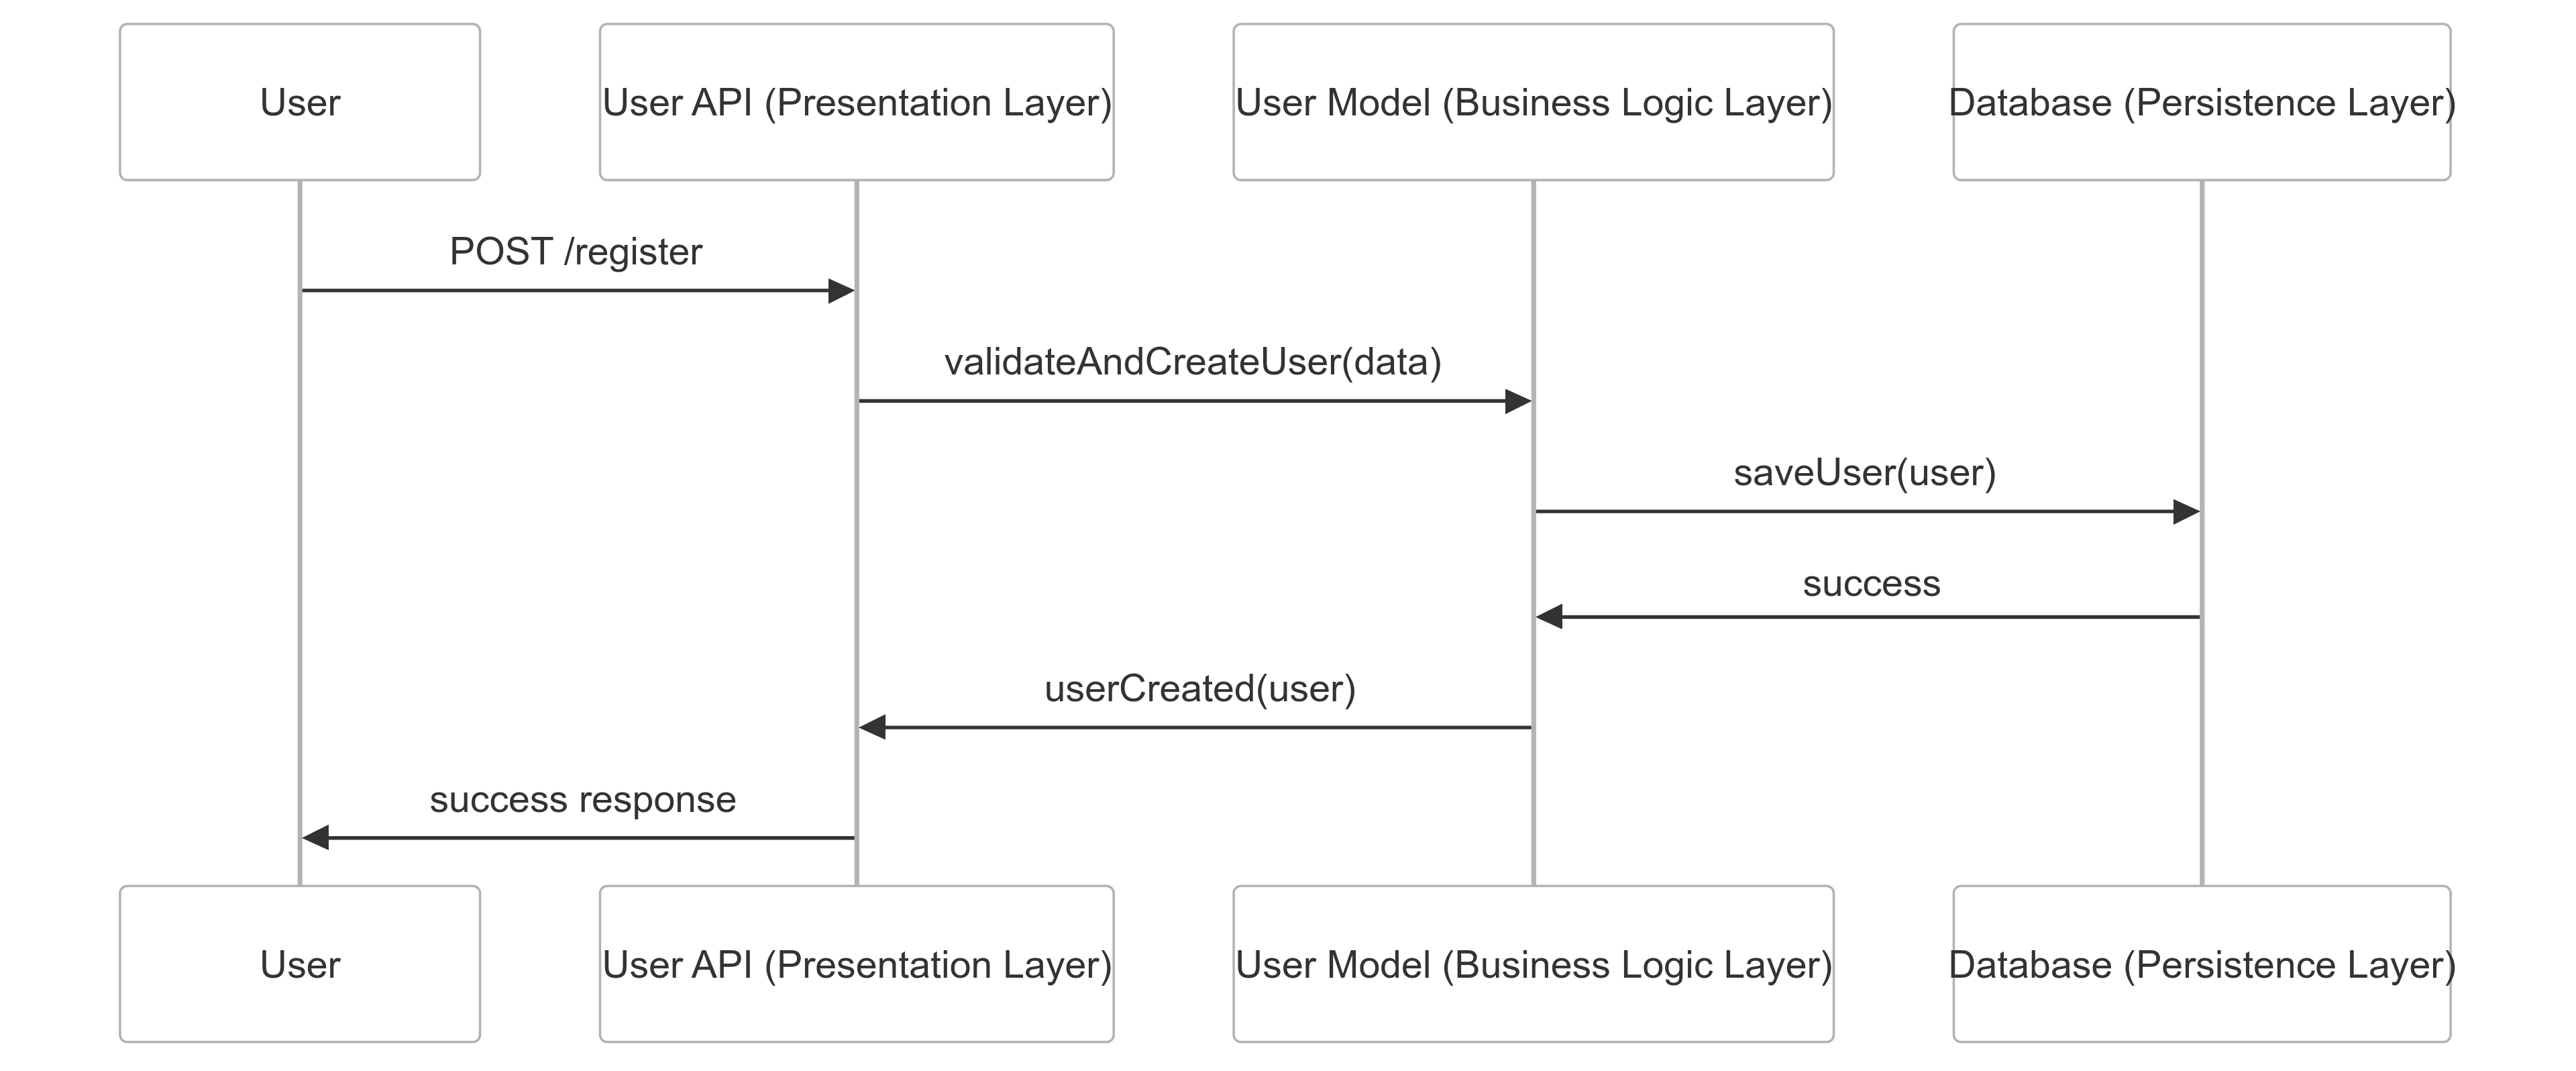 User
User API (Presentation Layer)
User Model (Business Logic Layer)
Database (Persistence Layer)
POST /register
validateAndCreateUser(data)
saveUser(user)
success
userCreated(user)
success response
User
User API (Presentation Layer)
User Model (Business Logic Layer)
Database (Persistence Layer)